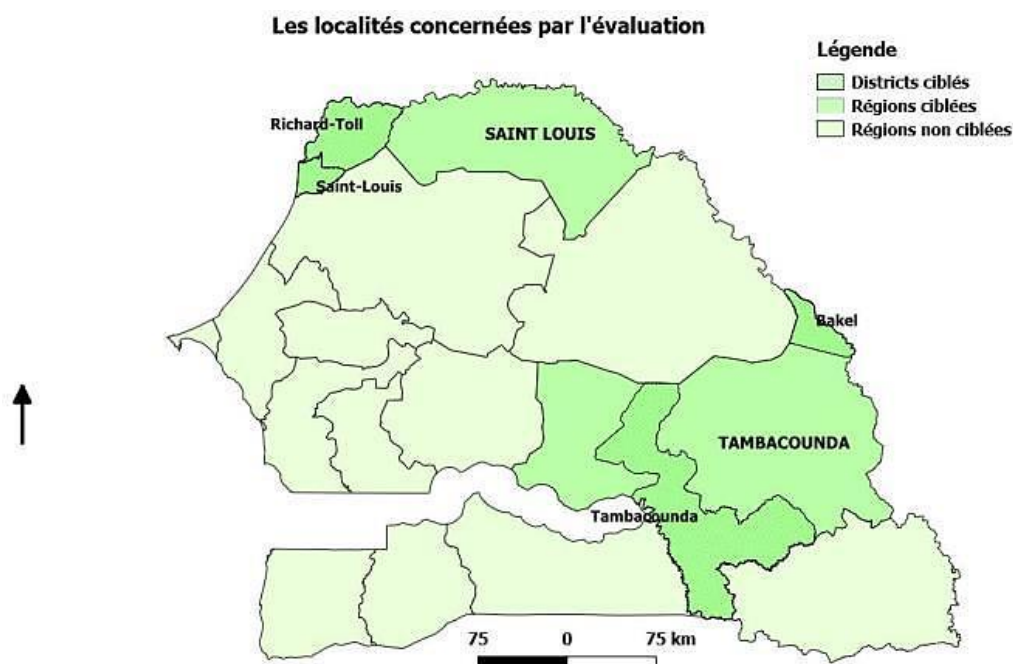 Les localités concernées par l'évaluation
Légende
Districts ciblés
Régions ciblées
Régions non ciblées
Richard-Toll
SAINT LOUIS
Saint-Louis
Bakel
TAMBACOUNDA
Tambacounda
75 0 75 km